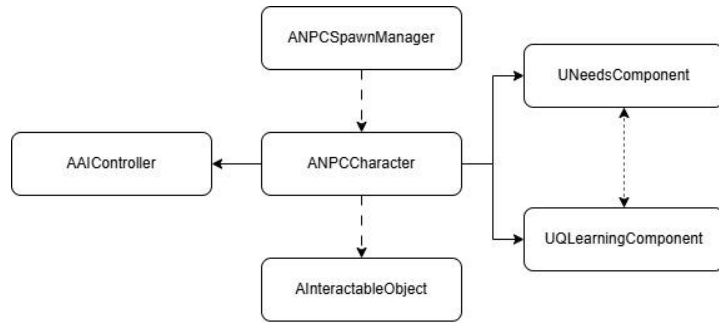 ANPCSpawnManager
UNeedsComponent
AAIController
ANPCCharacter
UQLearningComponent
AInteractableObject